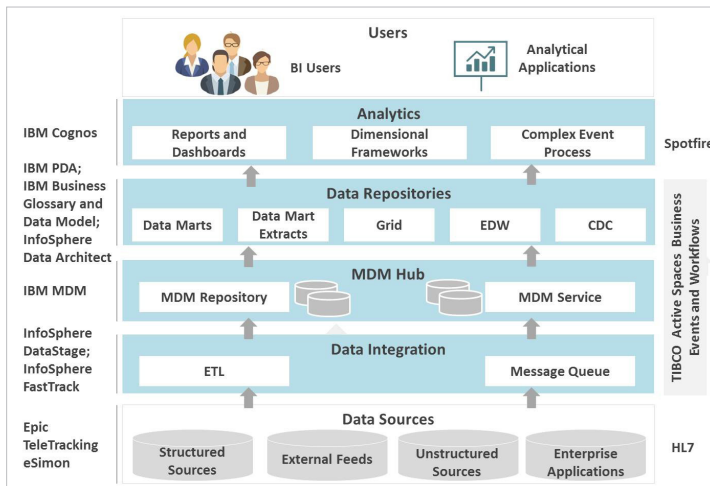 Users
BI Users
Analytical
Applications
IBM Cognos
Analytics
Reports and
Dashboards
Dimensional
Frameworks
Complex Event
Process
Spotfire
IBM PDA;
IBM Business
Glossary and
Data Model;
InfoSphere
Data Architect
Data Repositories
Data Marts
Data Mart
Extracts
Grid
EDW
CDC
TIBCO Active Spaces Business
Events and Workflows
IBM MDM
MDM Hub
MDM Repository
MDM Service
InfoSphere
DataStage;
InfoSphere
FastTrack
Data Integration
ETL
Message Queue
Epic
TeleTracking
eSimon
Data Sources
Structured
Sources
External Feeds
Unstructured
Sources
Enterprise
Applications
HL7